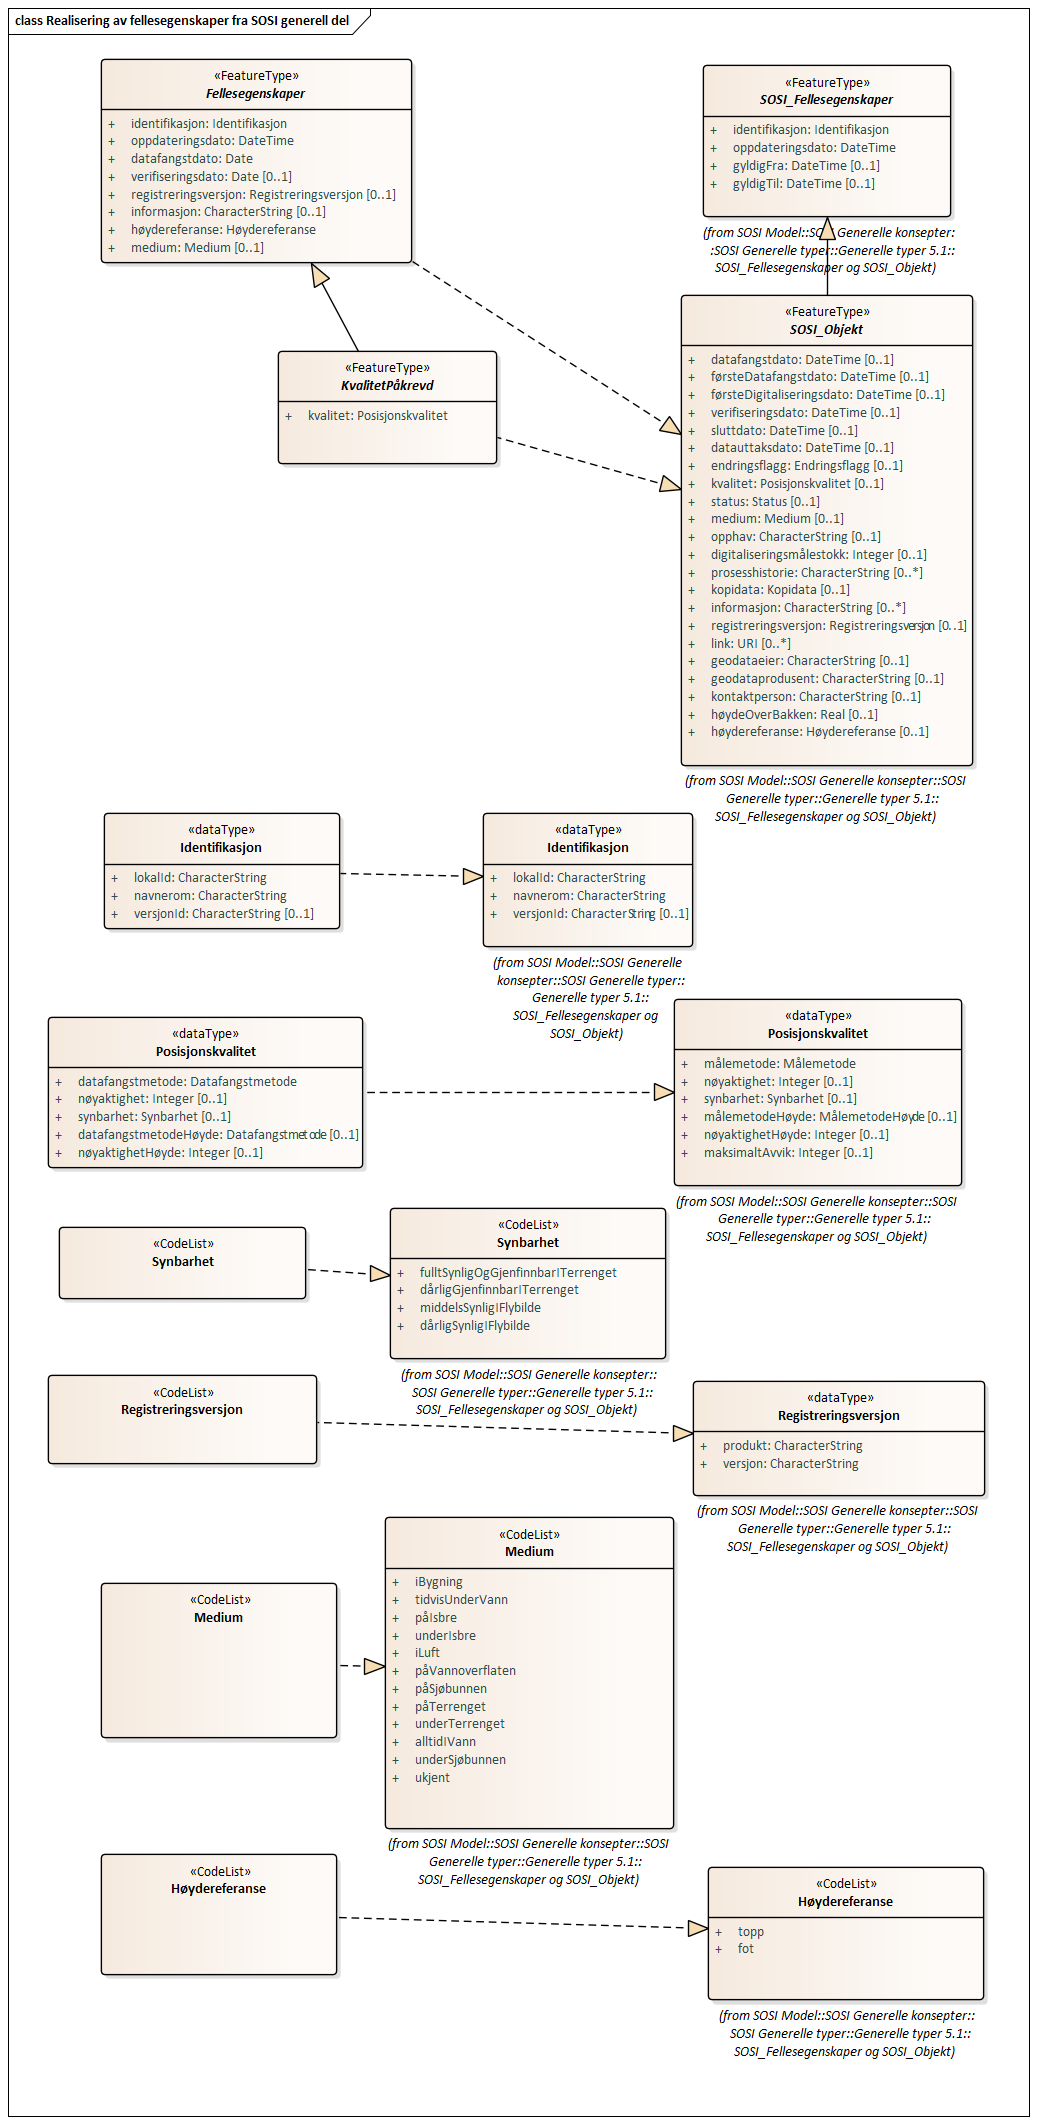 class Realisering av fellesegenskaper fra SOSI generell del
«FeatureType»
Fellesegenskaper
+ identifikasjon: Identifikasjon
+ oppdateringsdato: DateTime
+ datafangstdato: Date
+ verifiseringsdato: Date [0..1]
+ registreringsversjon: Registreringsversjon [0..1]
+ informasjon: CharacterString [0..1]
+ høydereferanse: Høydereferanse
+ medium: Medium [0..1]
«FeatureType»
SOSI_Fellesegenskaper
+ identifikasjon: Identifikasjon
+ oppdateringsdato: DateTime
+ gyldigFra: DateTime [0..1]
+ gyldigTil: DateTime [0..1]
(from SOSI Model::SOSI Generelle konsepter:
:SOSI Generelle typer::Generelle typer 5.1::
SOSI_Fellesegenskaper og SOSI_Objekt)
«FeatureType»
KvalitetPåkrevd
+ kvalitet: Posisjonskvalitet
«FeatureType»
SOSI_Objekt
+ datafangstdato: DateTime [0..1]
+ førsteDatafangstdato: DateTime [0..1]
+ førsteDigitaliseringsdato: DateTime [0..1]
+ verifiseringsdato: DateTime [0..1]
+ sluttdato: DateTime [0..1]
+ datauttaksdato: DateTime [0..1]
+ endringsflagg: Endringsflagg [0..1]
+ kvalitet: Posisjonskvalitet [0..1]
+ status: Status [0..1]
+ medium: Medium [0..1]
+ opphav: CharacterString [0..1]
+ digitaliseringsmålestokk: Integer [0..1]
+ prosesshistorie: CharacterString [0..*]
+ kopidata: Kopidata [0..1]
+ informasjon: CharacterString [0..*]
+ registreringsversjon: Registreringsversjon [0..1]
+ link: URI [0..*]
+ geodataeier: CharacterString [0..1]
+ geodataprodusent: CharacterString [0..1]
+ kontaktperson: CharacterString [0..1]
+ høydeOverBakken: Real [0..1]
+ høydereferanse: Høydereferanse [0..1]
(from SOSI Model::SOSI Generelle konsepter::SOSI
Generelle typer::Generelle typer 5.1::
SOSI_Fellesegenskaper og SOSI_Objekt)
«dataType»
Identifikasjon
+ lokalId: CharacterString
+ navnerom: CharacterString
+ versjonId: CharacterString [0..1]
«dataType»
Identifikasjon
+ lokalId: CharacterString
+ navnerom: CharacterString
+ versjonId: CharacterString [0..1]
(from SOSI Model::SOSI Generelle
konsepter::SOSI Generelle typer::
Generelle typer 5.1::
SOSI_Fellesegenskaper og
SOSI_Objekt)
«dataType»
Posisjonskvalitet
+ datafangstmetode: Datafangstmetode
+ nøyaktighet: Integer [0..1]
+ synbarhet: Synbarhet [0..1]
+ datafangstmetodeHøyde: Datafangstmetode [0..1]
+ nøyaktighetHøyde: Integer [0..1]
«dataType»
Posisjonskvalitet
+ målemetode: Målemetode
+ nøyaktighet: Integer [0..1]
+ synbarhet: Synbarhet [0..1]
+ målemetodeHøyde: MålemetodeHøyde [0..1]
+ nøyaktighetHøyde: Integer [0..1]
+ maksimaltAvvik: Integer [0..1]
(from SOSI Model::SOSI Generelle konsepter::SOSI
Generelle typer::Generelle typer 5.1::
SOSI_Fellesegenskaper og SOSI_Objekt)
«CodeList»
Synbarhet
«CodeList»
Synbarhet
+ fulltSynligOgGjenfinnbarITerrenget
+ dårligGjenfinnbarITerrenget
+ middelsSynligIFlybilde
+ dårligSynligIFlybilde
(from SOSI Model::SOSI Generelle konsepter::
SOSI Generelle typer::Generelle typer 5.1::
SOSI_Fellesegenskaper og SOSI_Objekt)
«CodeList»
Registreringsversjon
«dataType»
Registreringsversjon
+ produkt: CharacterString
+ versjon: CharacterString
(from SOSI Model::SOSI Generelle konsepter::SOSI
Generelle typer::Generelle typer 5.1::
SOSI_Fellesegenskaper og SOSI_Objekt)
«CodeList»
Medium
«CodeList»
Medium
+ iBygning
+ tidvisUnderVann
+ påIsbre
+ underIsbre
+ iLuft
+ påVannoverflaten
+ påSjøbunnen
+ påTerrenget
+ underTerrenget
+ alltidIVann
+ underSjøbunnen
+ ukjent
(from SOSI Model::SOSI Generelle konsepter::SOSI
Generelle typer::Generelle typer 5.1::
SOSI_Fellesegenskaper og SOSI_Objekt)
«CodeList»
Høydereferanse
«CodeList»
Høydereferanse
+ topp
+ fot
(from SOSI Model::SOSI Generelle konsepter::
SOSI Generelle typer::Generelle typer 5.1::
SOSI_Fellesegenskaper og SOSI_Objekt)